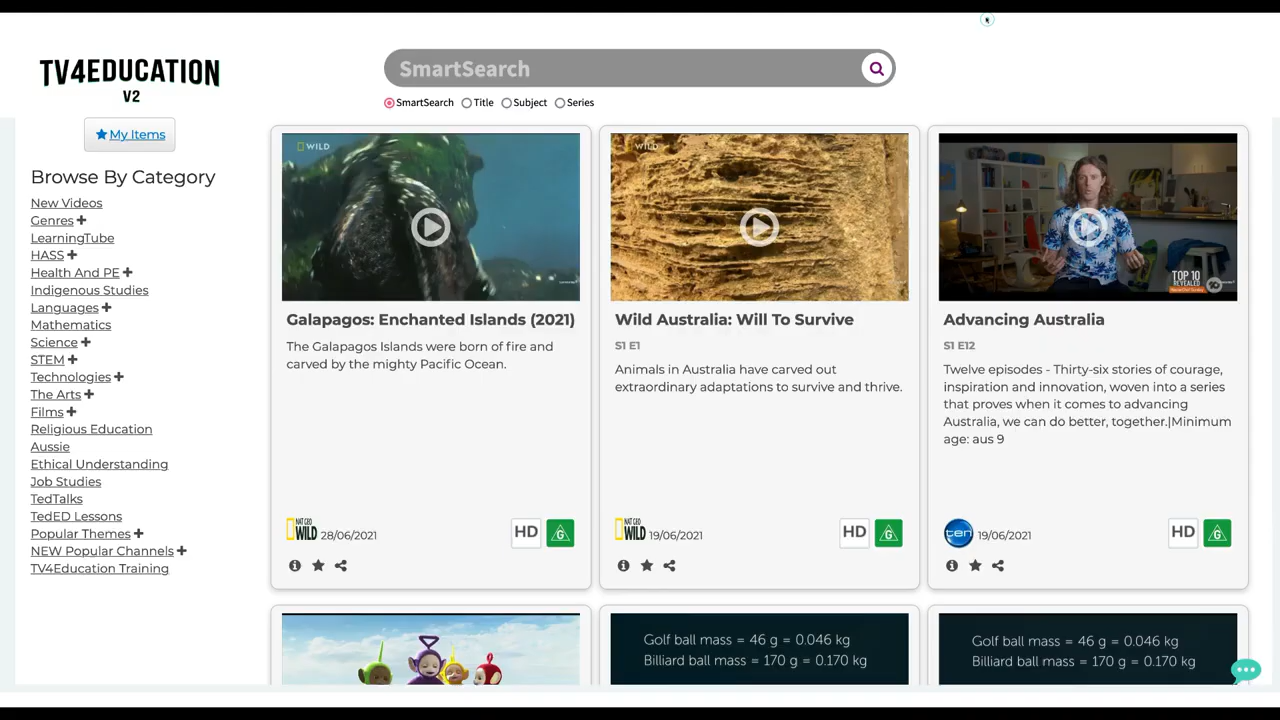 TV4EDUCATION
V2
SmartSearch
SmartSearch Title Subject Series
My Items
Browse By Category
New Videos
Genres +
LearningTube
HASS +
Health And PE +
Indigenous Studies
Languages +
Mathematics
Science +
STEM +
Technologies +
The Arts +
Films +
Religious Education
Aussie
Ethical Understanding
Job Studies
TedTalks
TedED Lessons
Popular Themes +
NEW Popular Channels +
TV4Education Training
WILD
Galapagos: Enchanted Islands (2021)
The Galapagos Islands were born of fire and
carved by the mighty Pacific Ocean.
NAT GEO
WILD 28/06/2021 HD G
WILD
Wild Australia: Will To Survive
S1 E1
Animals in Australia have carved out
extraordinary adaptations to survive and thrive.
NAT GEO
WILD 19/06/2021 HD G
TOP 10
REVEALED
Advancing Australia
S1 E12
Twelve episodes - Thirty-six stories of courage,
inspiration and innovation, woven into a series
that proves when it comes to advancing
Australia, we can do better, together.|Minimum
age: aus 9
ten 19/06/2021 HD G
Golf ball mass = 46 g = 0.046 kg
Billiard ball mass = 170 g = 0.170 kg
Golf ball mass = 46 g = 0.046 kg
Billiard ball mass = 170 g = 0.170 kg